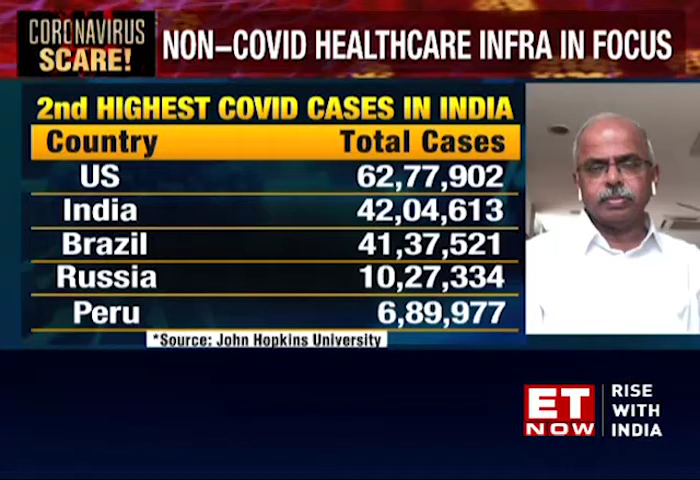 CORONAVIRUS
SCARE!
NON-COVID HEALTHCARE INFRA IN FOCUS
2nd HIGHEST COVID CASES IN INDIA
Country Total Cases
US 62,77,902
India 42,04,613
Brazil 41,37,521
Russia 10,27,334
Peru 6,89,977
*Source: John Hopkins University
ET
NOW
RISE
WITH
INDIA